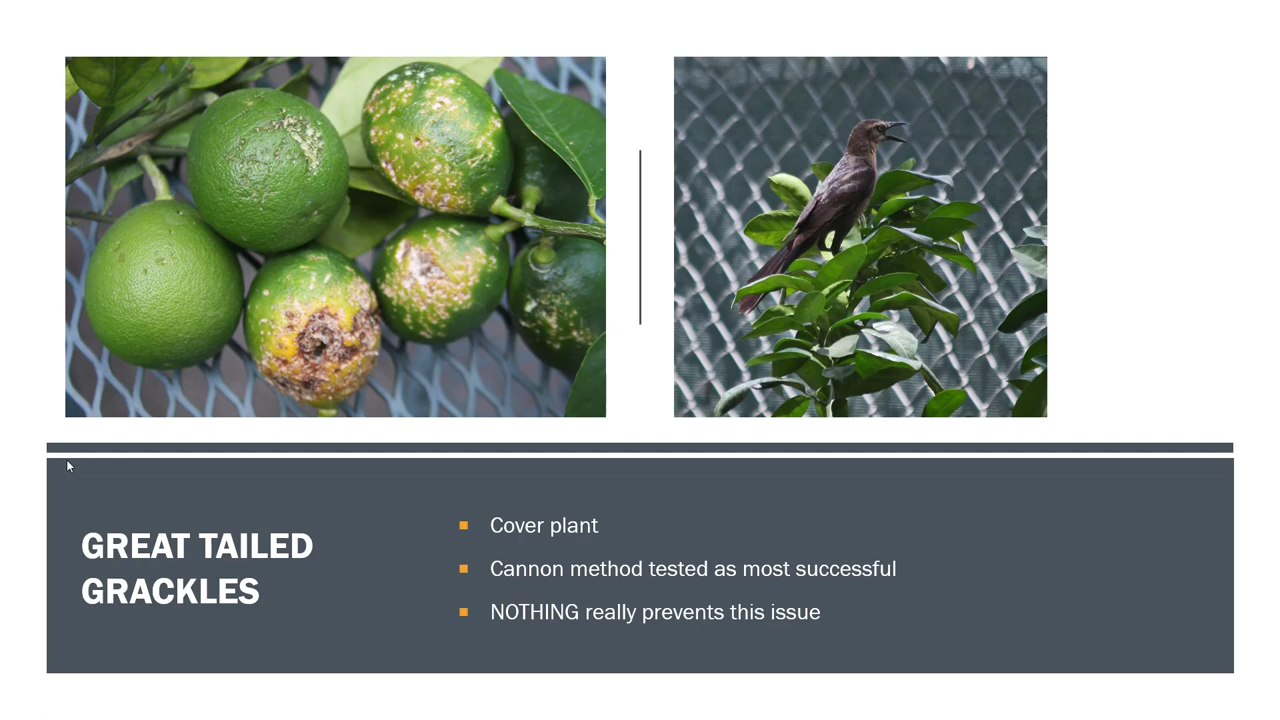 GREAT TAILED
GRACKLES
Cover plant
Cannon method tested as most successful
NOTHING really prevents this issue